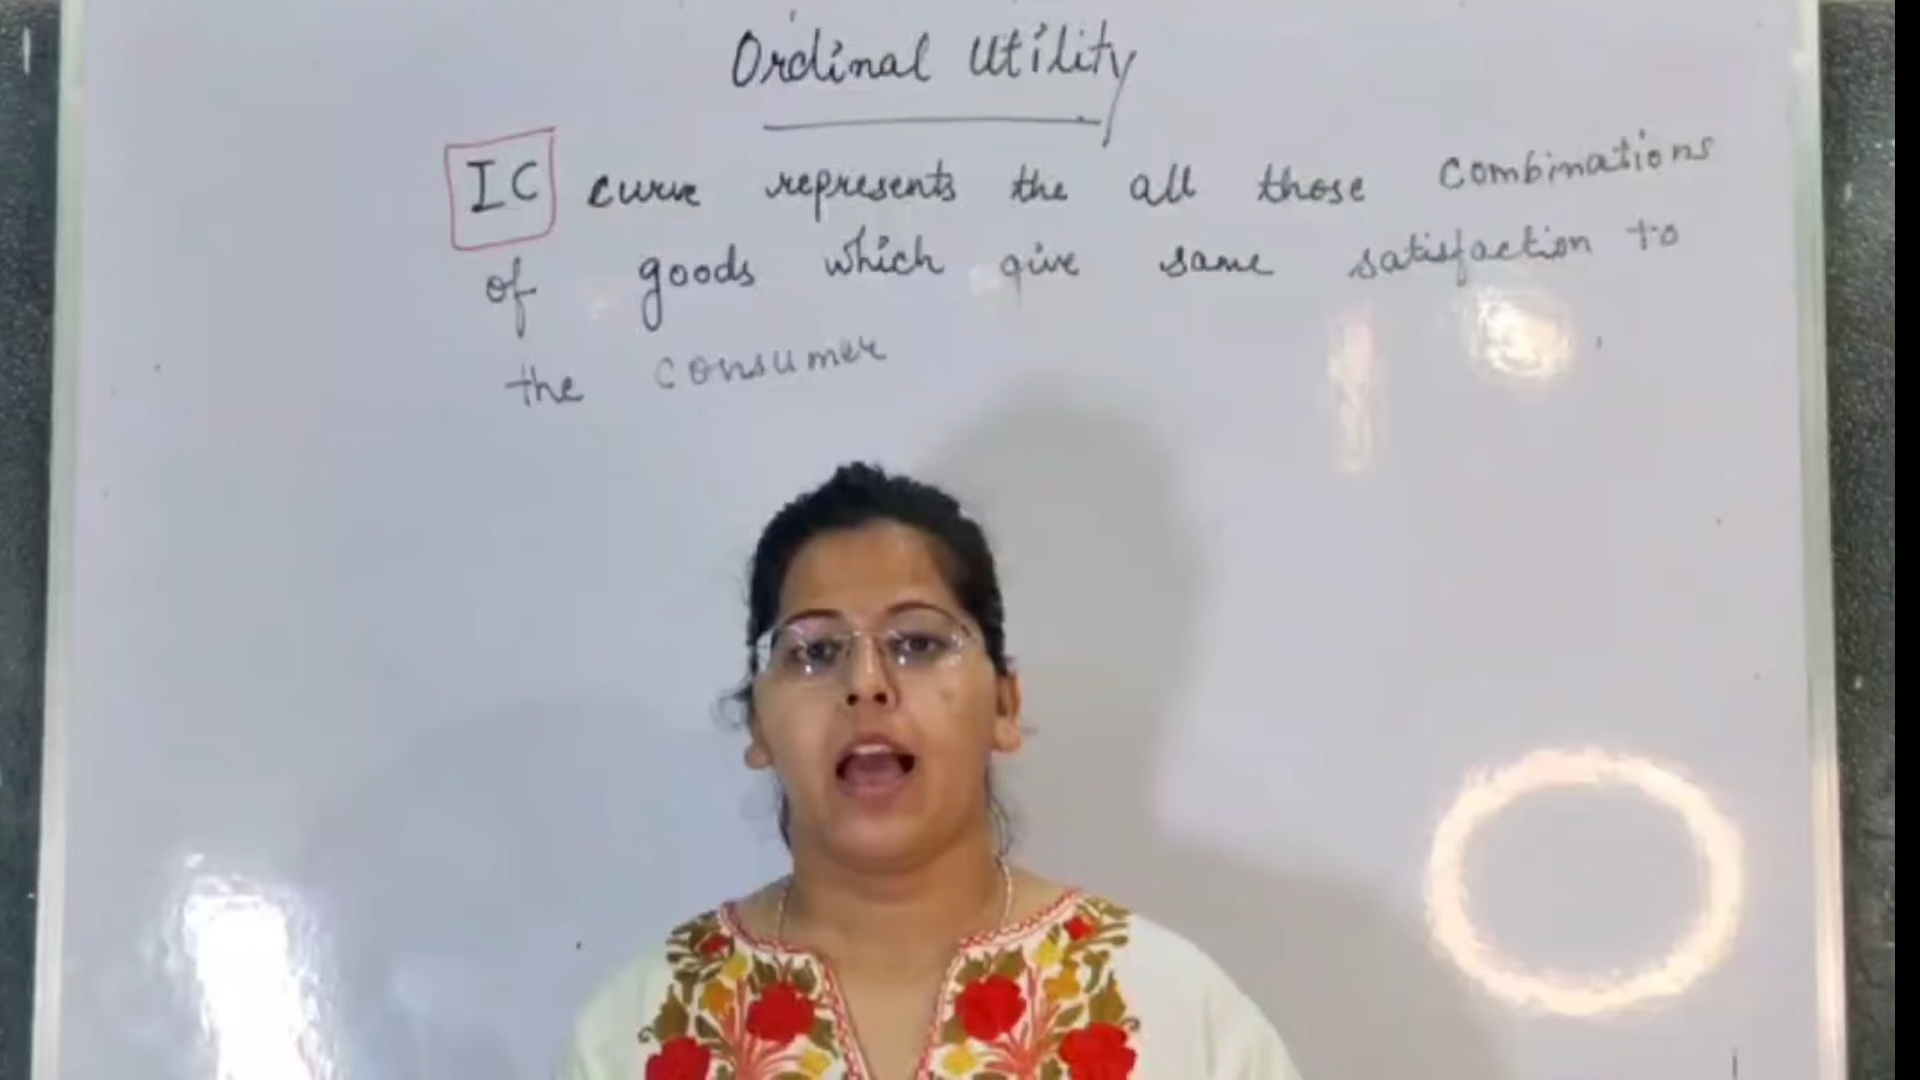 Ordinal Utility
IC curve represents the all those combinations
of goods which give same satisfaction to
the consumer